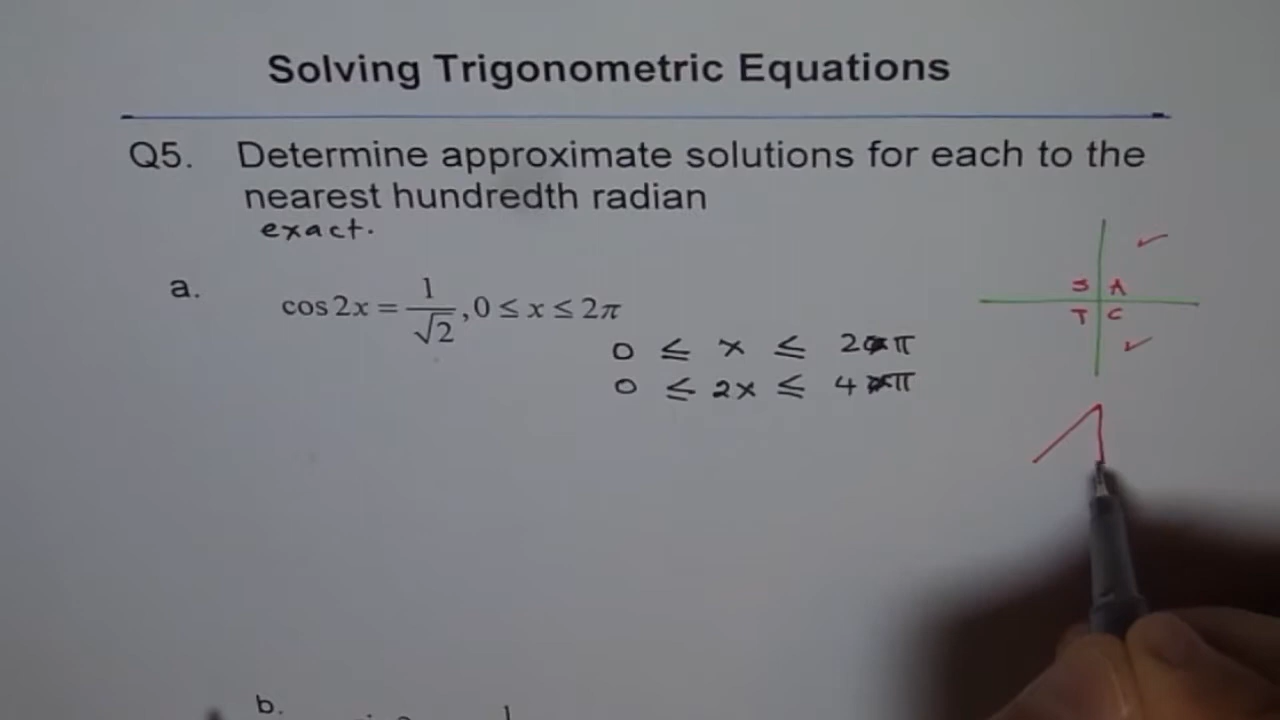 Solving Trigonometric Equations
Q5. Determine approximate solutions for each to the
nearest hundredth radian
exact.
a. cos 2x = 1/√2 , 0 ≤ x ≤ 2π
0 ≤ x ≤ 2π
0 ≤ 2x ≤ 4π
S A
T C
b.